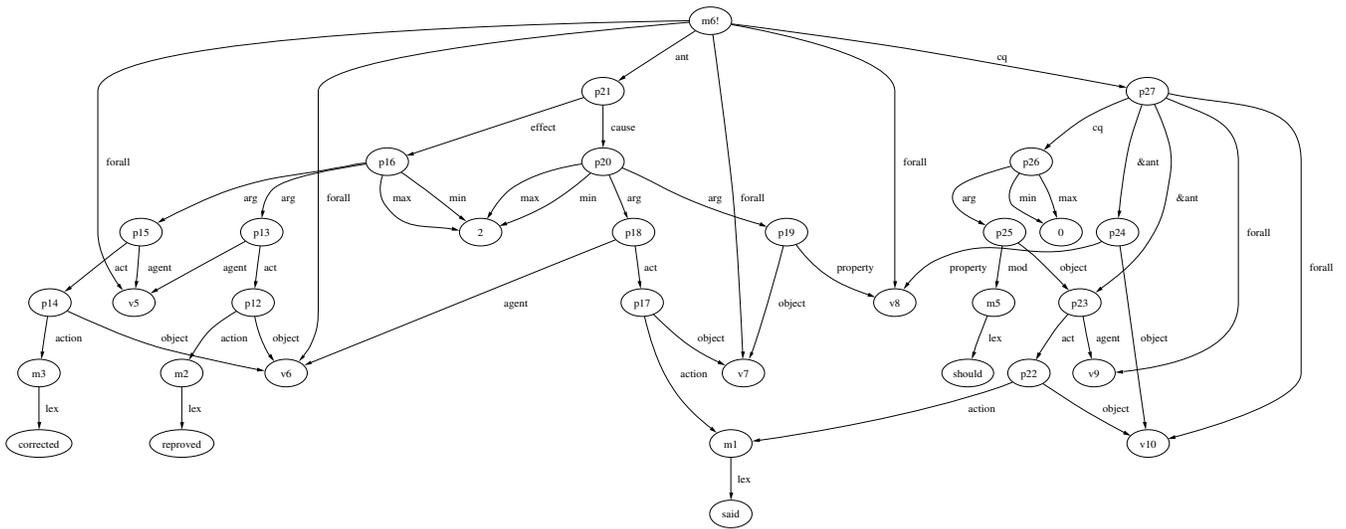 m6!
ant
cq
p21
p27
effect
cause
cq
forall
p16
p20
p26
&ant
forall
forall
arg
arg
max
min
max
min
arg
arg
forall
arg
min
max
&ant
p15
p13
2
p18
p19
p25
0
p24
forall
forall
act
agent
agent
act
act
property
property
mod
object
p14
v5
p12
agent
p17
object
v8
m5
p23
action
object
action
object
object
lex
act
agent
object
m3
m2
v6
action
v7
should
p22
v9
lex
lex
action
object
corrected
reproved
m1
v10
lex
said